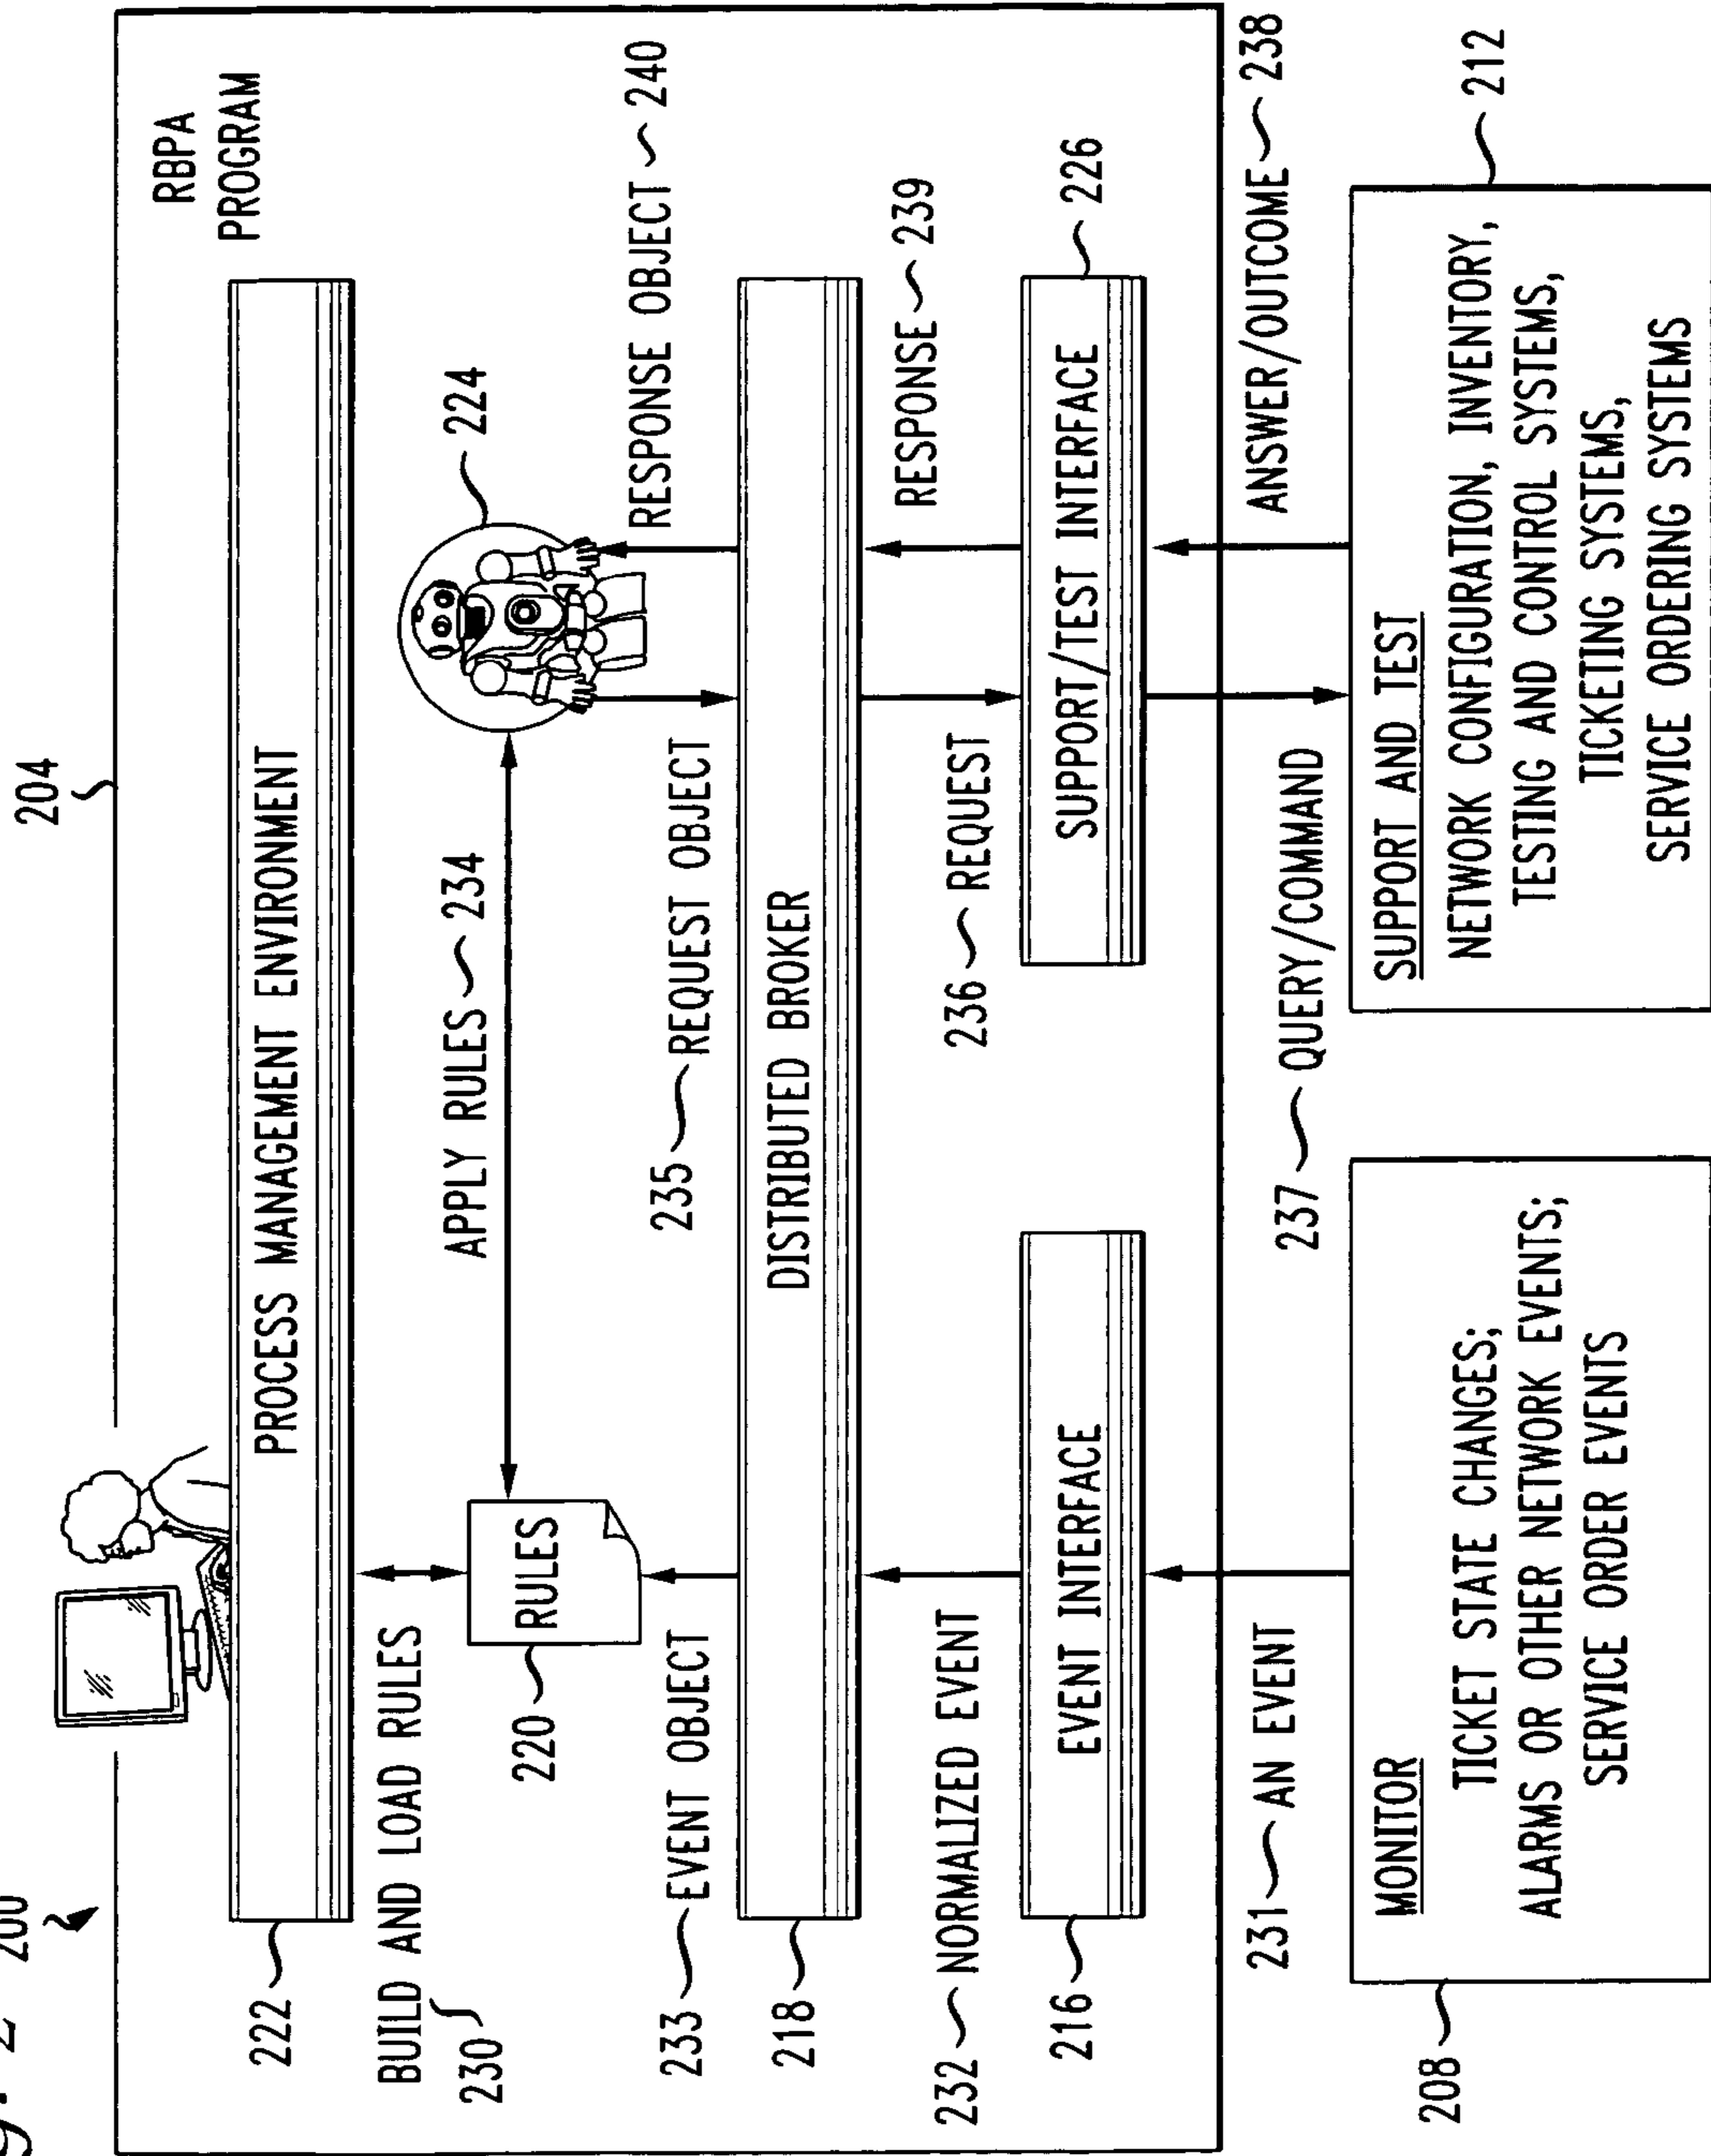 200
204
RBPA
PROGRAM
222
PROCESS MANAGEMENT ENVIRONMENT
BUILD AND LOAD RULES
230
220
RULES
APPLY RULES 234
224
233 EVENT OBJECT
235 REQUEST OBJECT
RESPONSE OBJECT 240
218
DISTRIBUTED BROKER
232 NORMALIZED EVENT
236 REQUEST
RESPONSE 239
216
EVENT INTERFACE
SUPPORT/TEST INTERFACE
226
231 AN EVENT
237 QUERY/COMMAND
ANSWER/OUTCOME 238
208
MONITOR
TICKET STATE CHANGES;
ALARMS OR OTHER NETWORK EVENTS;
SERVICE ORDER EVENTS
212
SUPPORT AND TEST
NETWORK CONFIGURATION, INVENTORY,
TESTING AND CONTROL SYSTEMS,
TICKETING SYSTEMS,
SERVICE ORDERING SYSTEMS